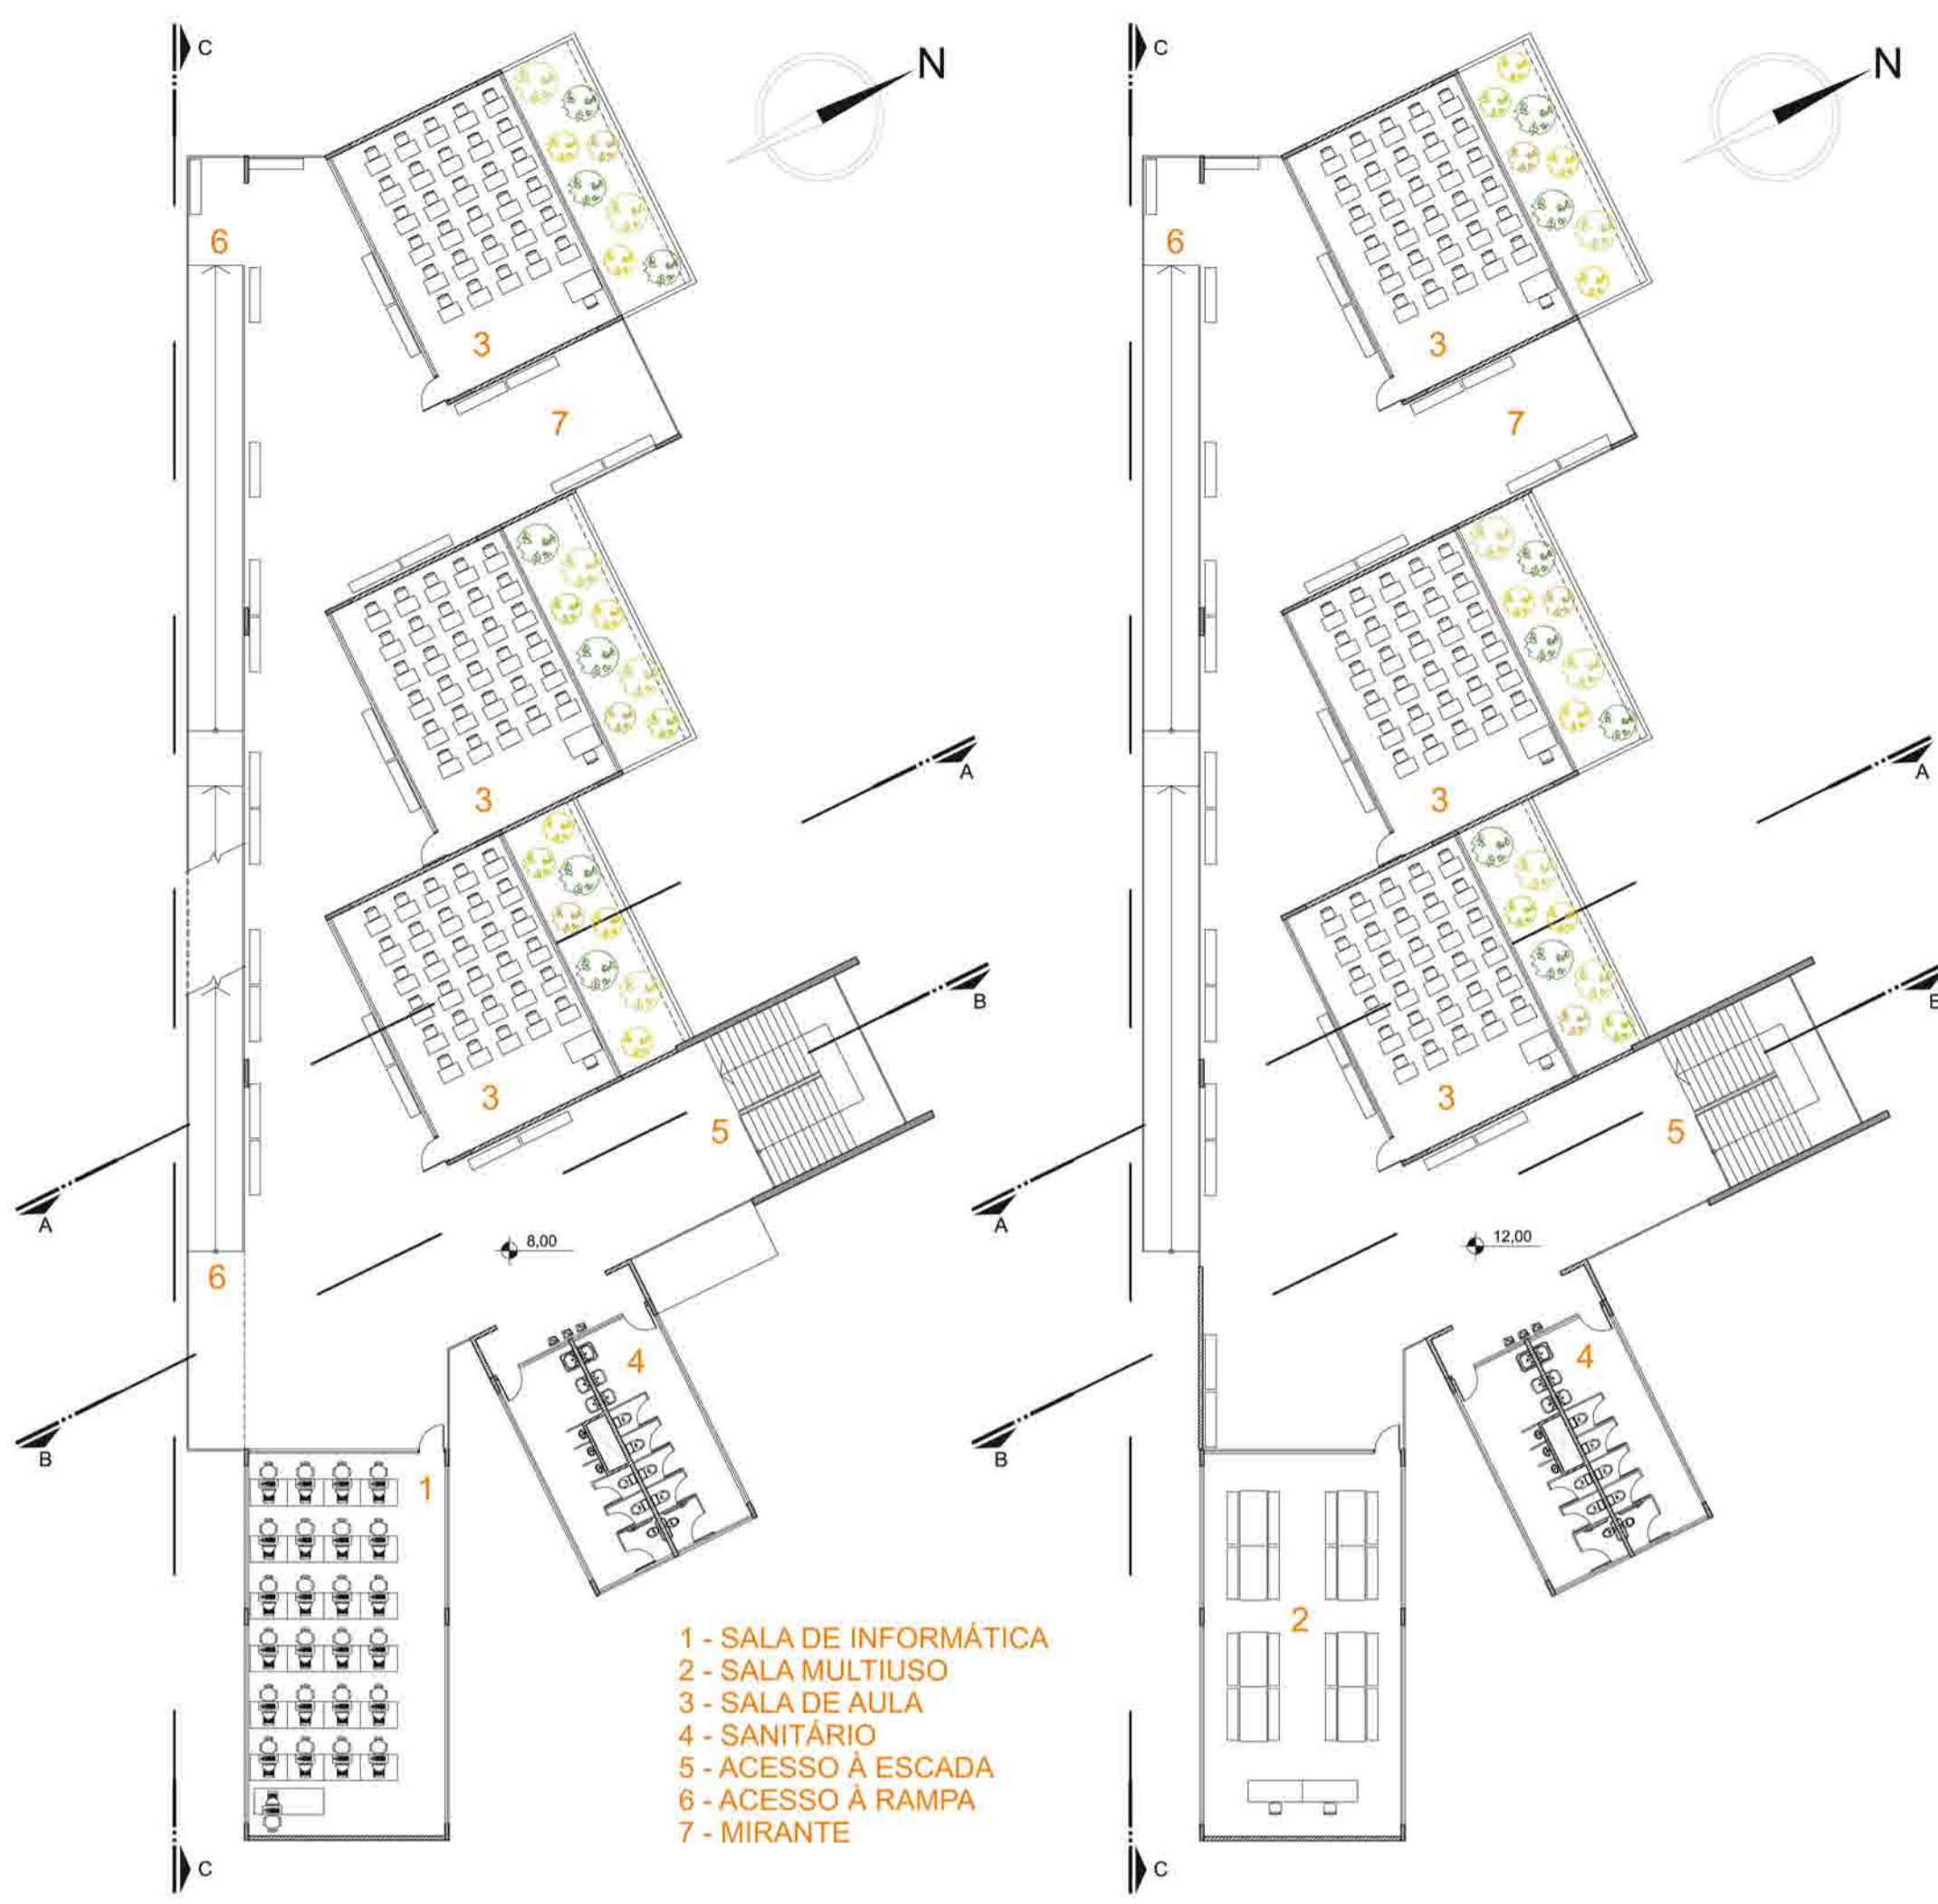 C
N
6
3
7
3
A
3
B
5
A
8,00
6
4
B
1
C
C
N
6
3
7
3
A
3
B
5
A
12,00
4
B
2
C
1 - SALA DE INFORMÁTICA
2 - SALA MULTIUSO
3 - SALA DE AULA
4 - SANITÁRIO
5 - ACESSO À ESCADA
6 - ACESSO À RAMPA
7 - MIRANTE